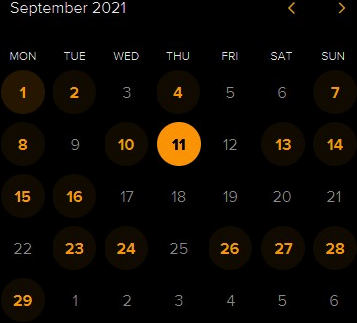 September 2021
MON TUE WED THU FRI SAT SUN
1 2 3 4 5 6 7
8 9 10 11 12 13 14
15 16 17 18 19 20 21
22 23 24 25 26 27 28
29 1 2 3 4 5 6